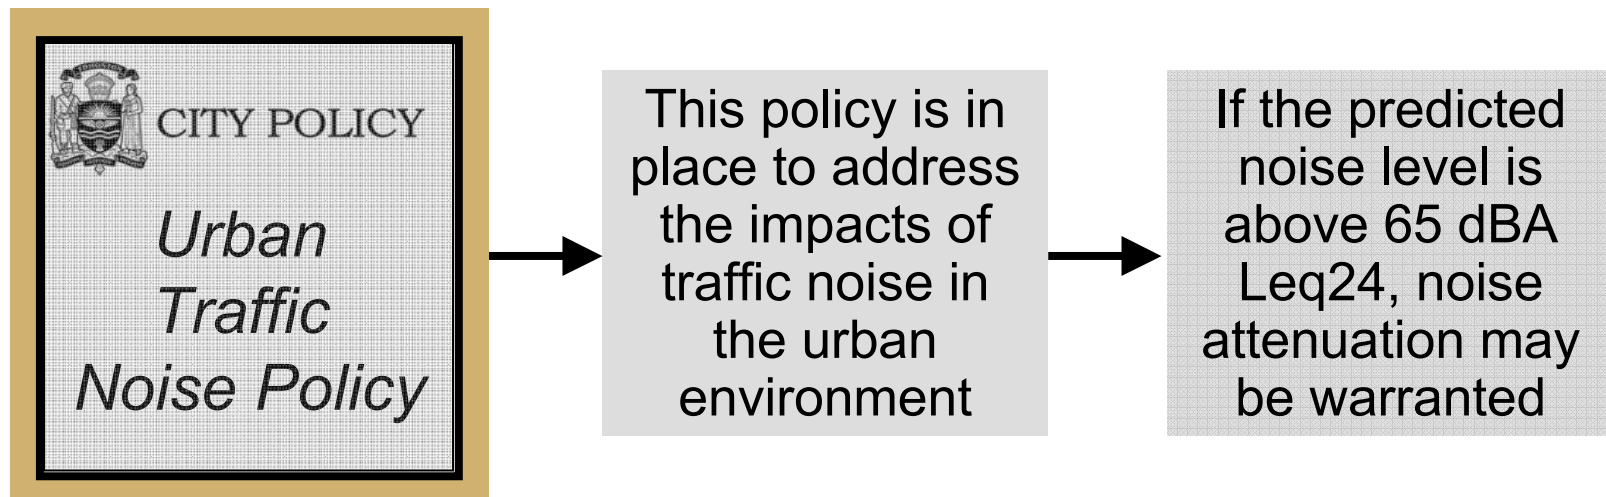 CITY POLICY
Urban
Traffic
Noise Policy
This policy is in
place to address
the impacts of
traffic noise in
the urban
environment
If the predicted
noise level is
above 65 dBA
Leq24, noise
attenuation may
be warranted